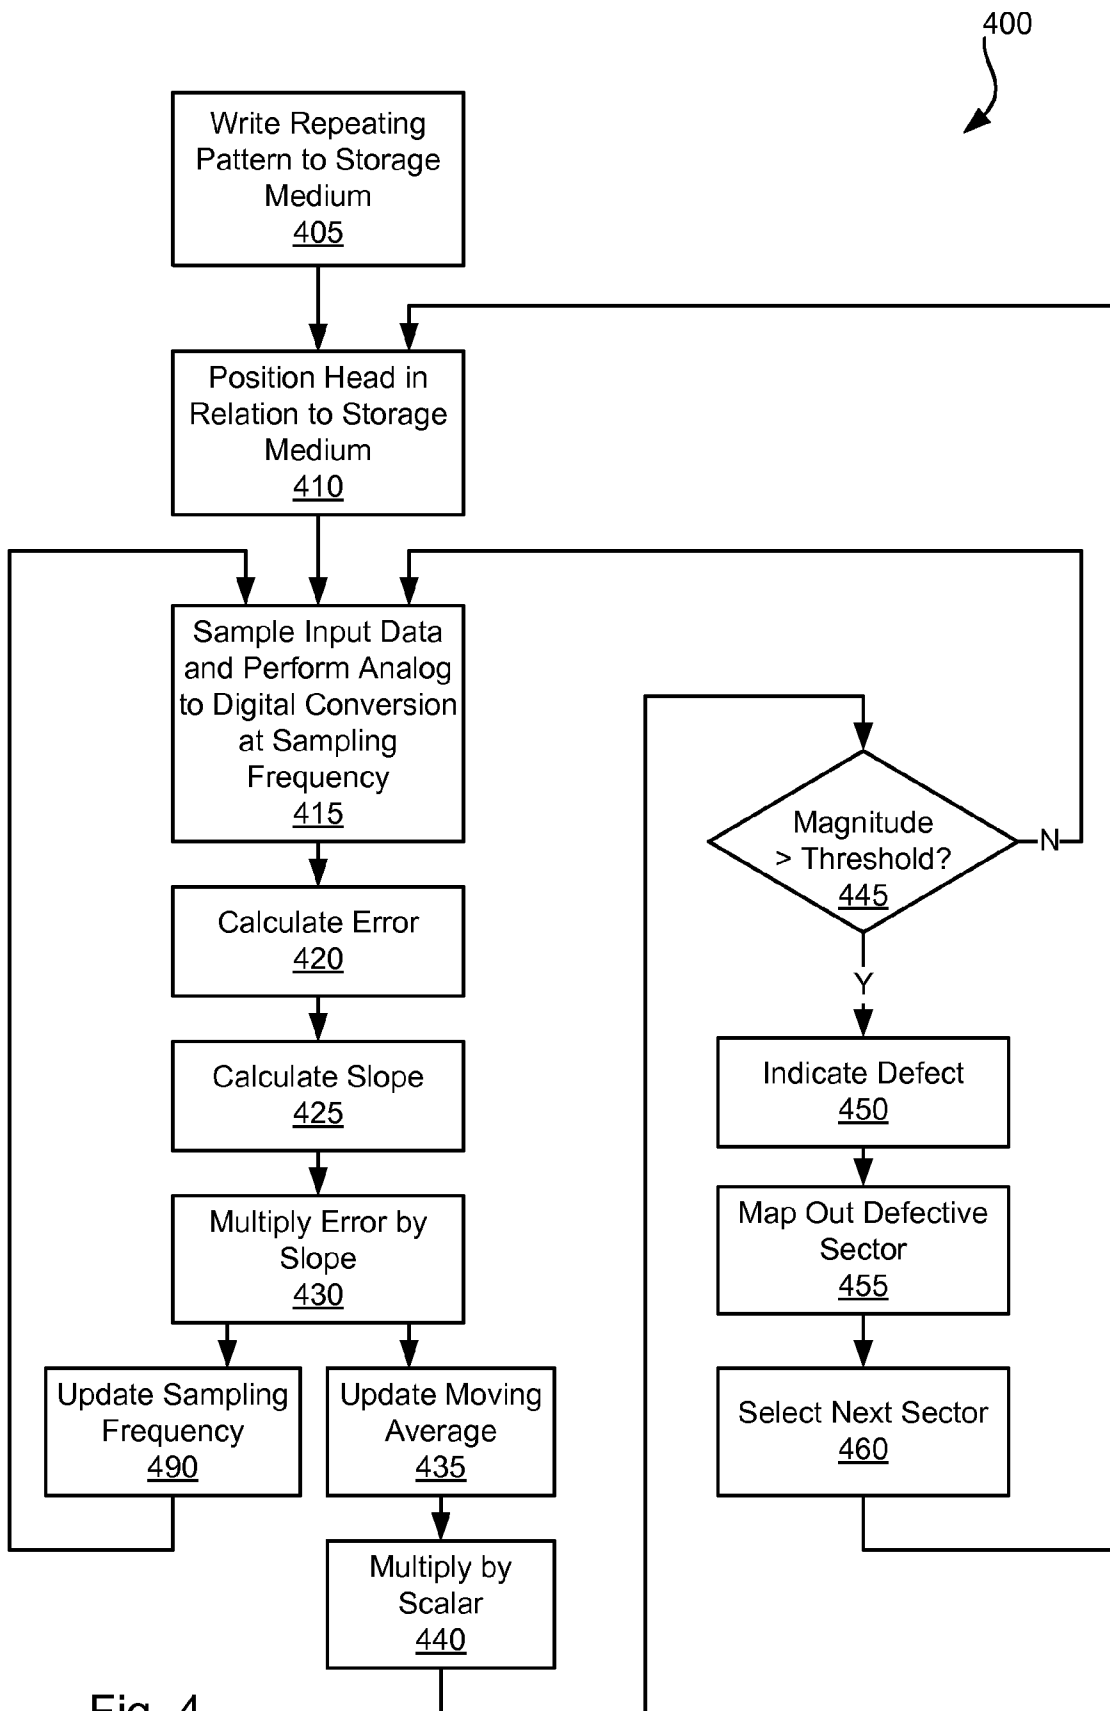 400
Write Repeating
Pattern to Storage
Medium
405
Position Head in
Relation to Storage
Medium
410
Sample Input Data
and Perform Analog
to Digital Conversion
at Sampling
Frequency
415
Calculate Error
420
Calculate Slope
425
Multiply Error by
Slope
430
Update Sampling
Frequency
490
Update Moving
Average
435
Multiply by
Scalar
440
Magnitude
> Threshold?
445
N
Y
Indicate Defect
450
Map Out Defective
Sector
455
Select Next Sector
460
Fig. 4